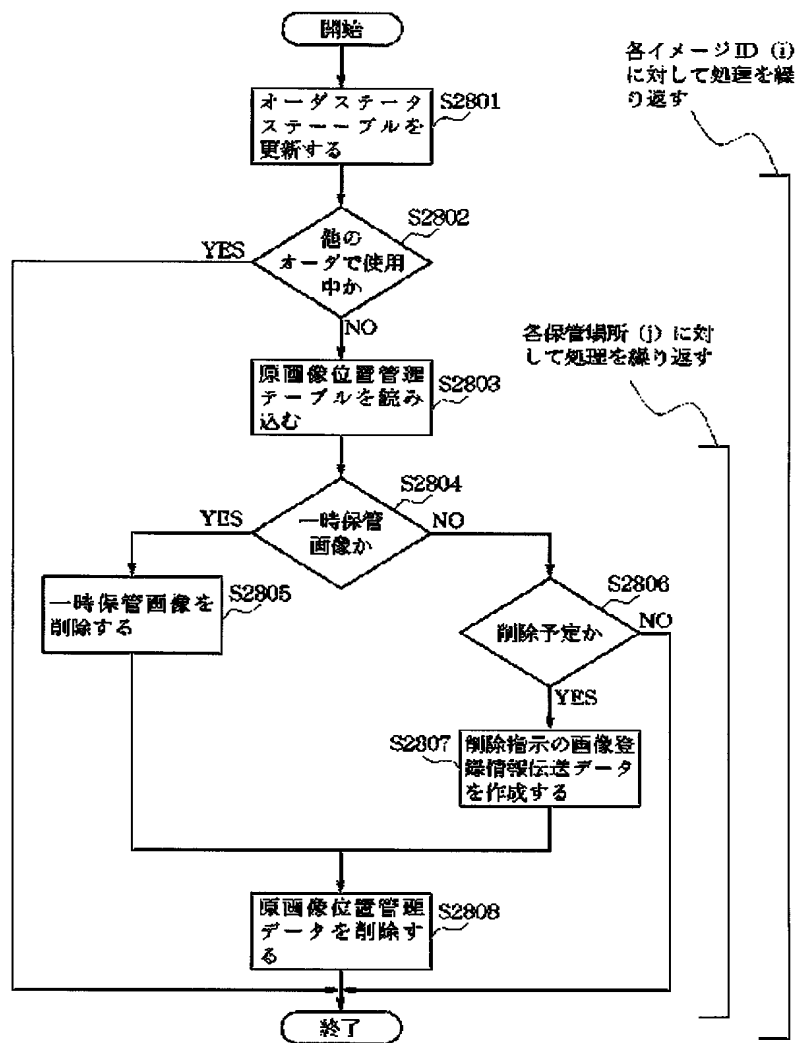 開始
各イメージID (i)
に対して処理を繰
り返す
オーダステータ
ステーブルを
更新する
S2801
S2802
YES
他の
オーダで使用
中か
NO
各保管場所 (j) に対
して処理を繰り返す
原画像位置管理
テーブルを読み
込む
S2803
S2804
YES
一時保管
画像か
NO
一時保管画像を
削除する
S2805
S2806
削除予定か
NO
YES
S2807
削除指示の画像登
録情報伝送データ
を作成する
原画像位置管理
データを削除す
る
S2808
終了